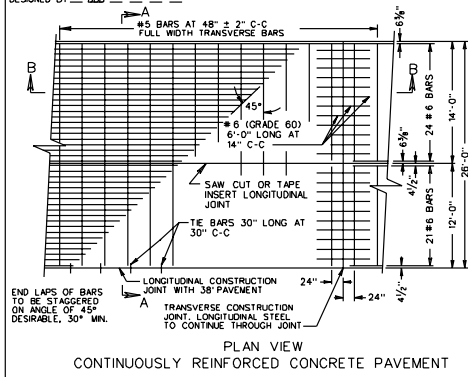 DESIGNED BY
A
#5 BARS AT 48" ± 2" C-C
FULL WIDTH TRANSVERSE BARS
6⅜"
B
B
45°
#6 (GRADE 60)
6'-0" LONG AT
14" C-C
24 #6 BARS
14'-0"
6⅜"
26'-0"
4½"
SAW CUT OR TAPE
INSERT LONGITUDINAL
JOINT
TIE BARS 30" LONG AT
30" C-C
21 #6 BARS
12'-0"
END LAPS OF BARS
TO BE STAGGERED
ON ANGLE OF 45°
DESIRABLE, 30° MIN.
A
LONGITUDINAL CONSTRUCTION
JOINT WITH 38' PAVEMENT
24"
24"
4½"
TRANSVERSE CONSTRUCTION
JOINT. LONGITUDINAL STEEL
TO CONTINUE THROUGH JOINT
PLAN VIEW
CONTINUOUSLY REINFORCED CONCRETE PAVEMENT